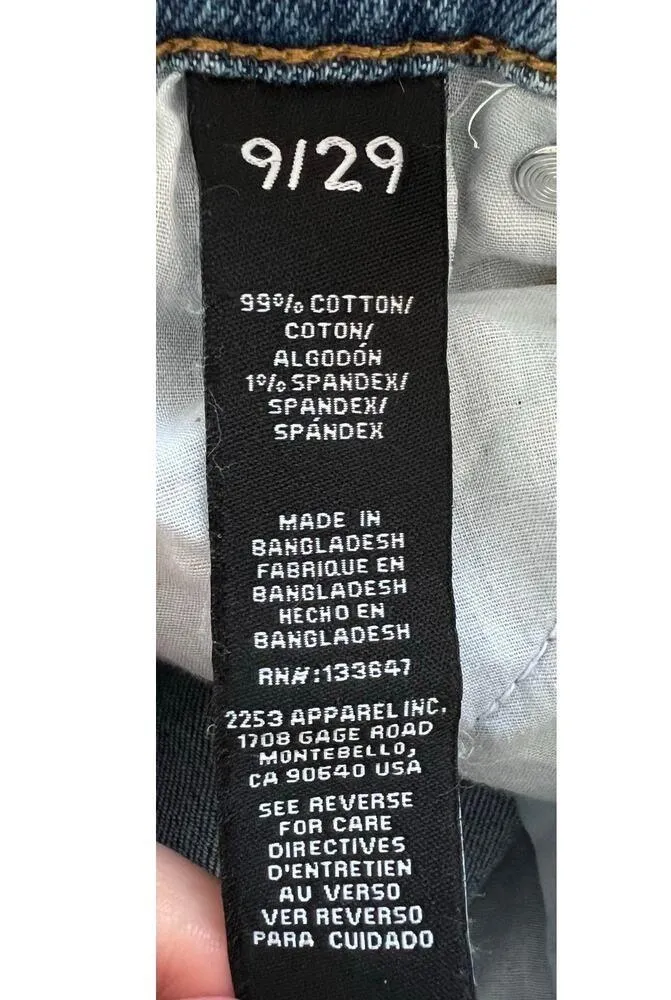 9/29
99% COTTON/
COTON/
ALGODÓN
1% SPANDEX/
SPANDEX/
SPÁNDEX
MADE IN
BANGLADESH
FABRIQUE EN
BANGLADESH
HECHO EN
BANGLADESH
RN#:133647
2253 APPAREL INC.
1708 GAGE ROAD
MONTEBELLO,
CA 90640 USA
SEE REVERSE
FOR CARE
DIRECTIVES
D'ENTRETIEN
AU VERSO
VER REVERSO
PARA CUIDADO